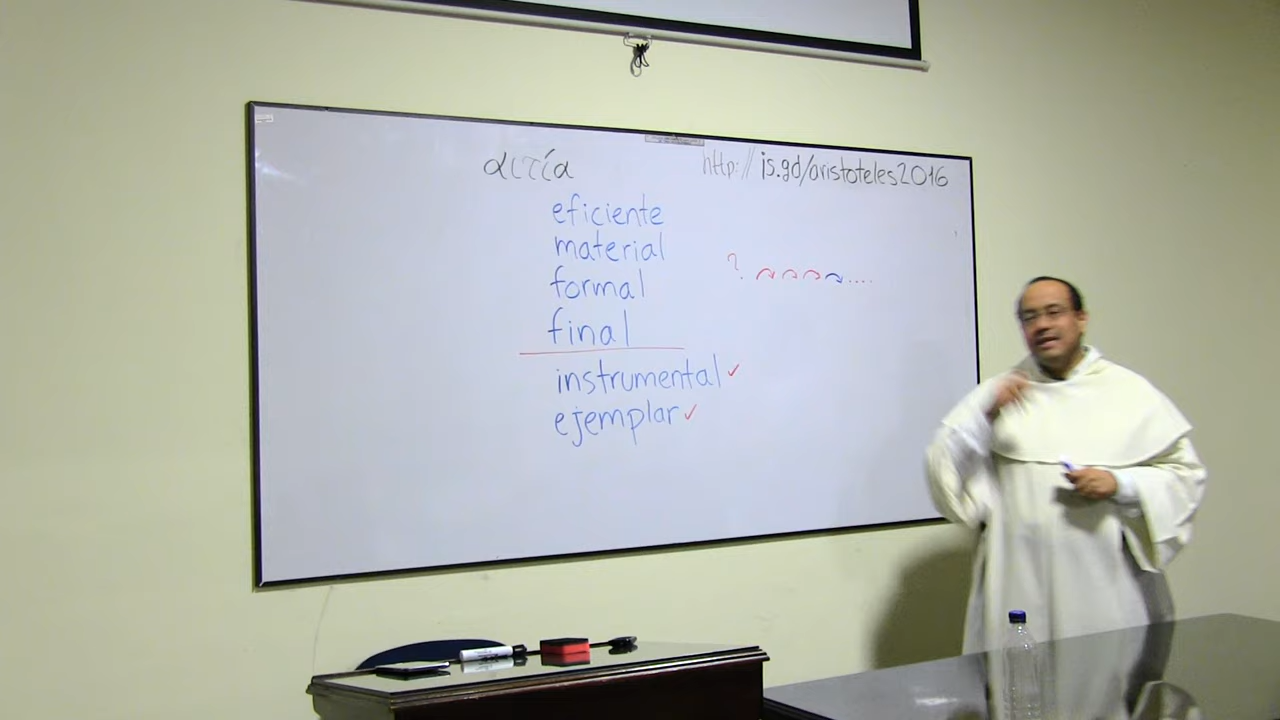 αιτία
http://is.gd/aristoteles2016
eficiente
material
formal
?
final
instrumental ✓
ejemplar ✓